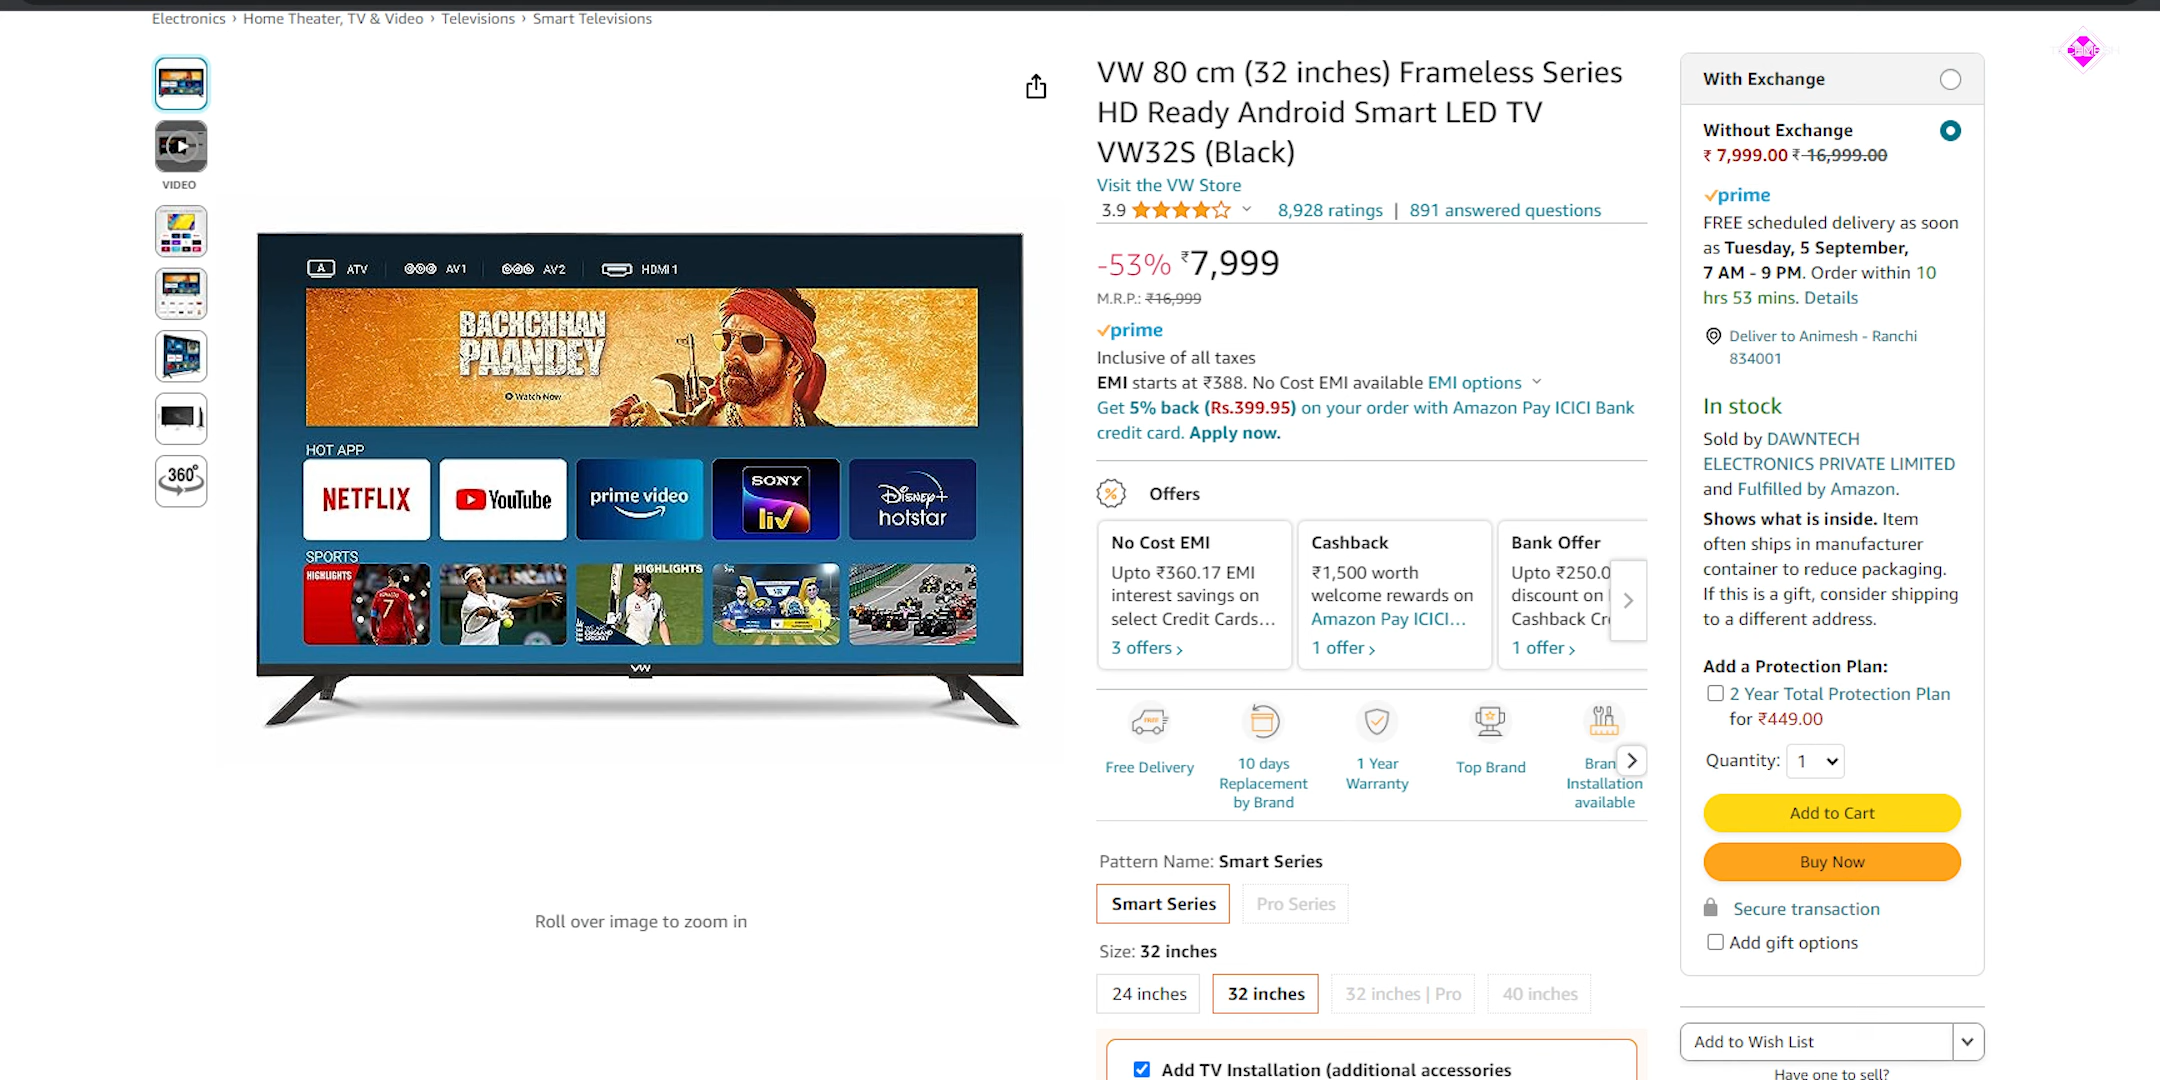 Electronics › Home Theater, TV & Video › Televisions › Smart Televisions
VIDEO
360°
A ATV AV1 AV2 HDMI 1
BACHCHHAN
PAANDEY
Watch Now
HOT APP
NETFLIX
YouTube
prime video
SONY
liv
Disney+
hotstar
SPORTS
HIGHLIGHTS
7
HIGHLIGHTS
VW
Roll over image to zoom in
VW 80 cm (32 inches) Frameless Series
HD Ready Android Smart LED TV
VW32S (Black)
Visit the VW Store
3.9 8,928 ratings | 891 answered questions
-53% ₹7,999
M.R.P.: ₹16,999
prime
Inclusive of all taxes
EMI starts at ₹388. No Cost EMI available EMI options
Get 5% back (Rs.399.95) on your order with Amazon Pay ICICI Bank
credit card. Apply now.
% Offers
No Cost EMI
Upto ₹360.17 EMI
interest savings on
select Credit Cards…
3 offers ›
Cashback
₹1,500 worth
welcome rewards on
Amazon Pay ICICI…
1 offer ›
Bank Offer
Upto ₹250.0
discount on
Cashback Cr
1 offer ›
FREE
Free Delivery
10 days
Replacement
by Brand
1 Year
Warranty
Top Brand
Bran
Installation
available
Pattern Name: Smart Series
Smart Series
Pro Series
Size: 32 inches
24 inches
32 inches
32 inches | Pro
40 inches
Add TV Installation (additional accessories
With Exchange
Without Exchange
₹ 7,999.00 ₹ 16,999.00
prime
FREE scheduled delivery as soon
as Tuesday, 5 September,
7 AM - 9 PM. Order within 10
hrs 53 mins. Details
Deliver to Animesh - Ranchi
834001
In stock
Sold by DAWNTECH
ELECTRONICS PRIVATE LIMITED
and Fulfilled by Amazon.
Shows what is inside. Item
often ships in manufacturer
container to reduce packaging.
If this is a gift, consider shipping
to a different address.
Add a Protection Plan:
2 Year Total Protection Plan
for ₹449.00
Quantity: 1
Add to Cart
Buy Now
Secure transaction
Add gift options
Add to Wish List
Have one to sell?